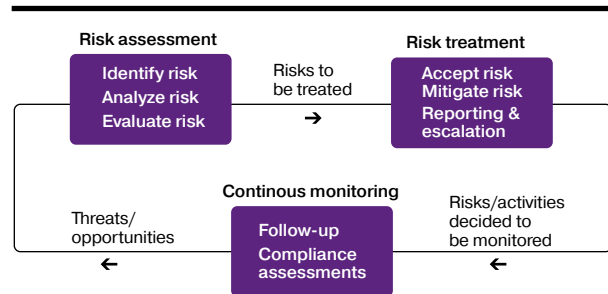 Risk assessment
Identify risk
Analyze risk
Evaluate risk
Risks to
be treated
→
Risk treatment
Accept risk
Mitigate risk
Reporting &
escalation
Risks/activities
decided to
be monitored
←
Continous monitoring
Follow-up
Compliance
assessments
Threats/
opportunities
←